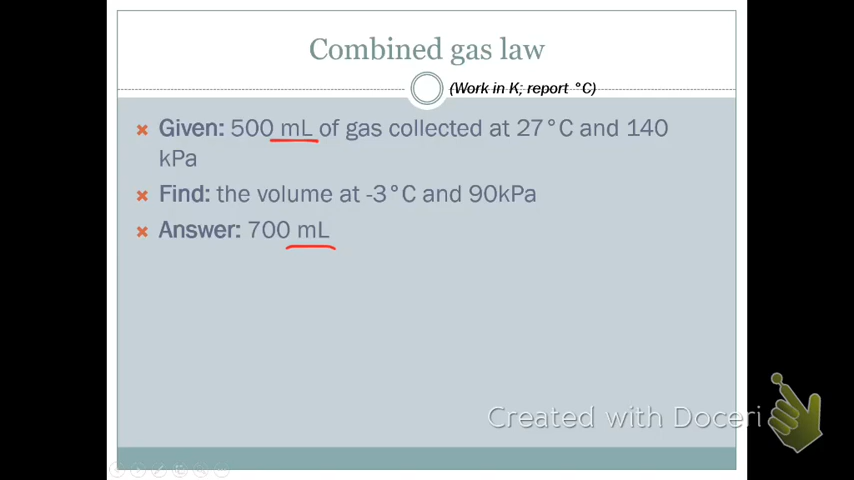 Combined gas law
(Work in K; report °C)
Given: 500 mL of gas collected at 27°C and 140
kPa
Find: the volume at -3°C and 90kPa
Answer: 700 mL
Created with Doceri